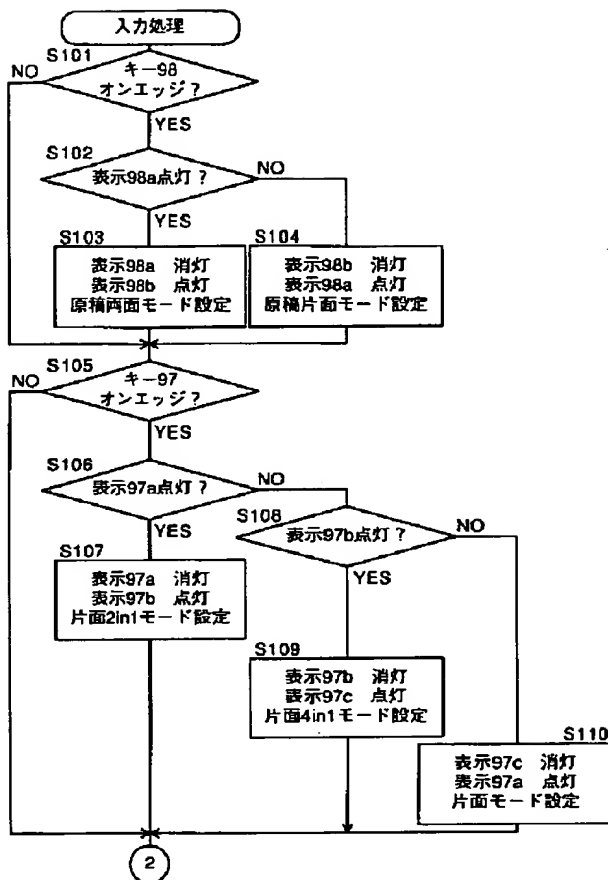 入力処理
S101
キー98
オンエッジ？
NO
YES
S102
表示98a点灯？
NO
YES
S103
表示98a 消灯
表示98b 点灯
原稿両面モード設定
S104
表示98b 消灯
表示98a 点灯
原稿片面モード設定
S105
キー97
オンエッジ？
NO
YES
S106
表示97a点灯？
NO
YES
S107
表示97a 消灯
表示97b 点灯
片面2in1モード設定
S108
表示97b点灯？
NO
YES
S109
表示97b 消灯
表示97c 点灯
片面4in1モード設定
S110
表示97c 消灯
表示97a 点灯
片面モード設定
2